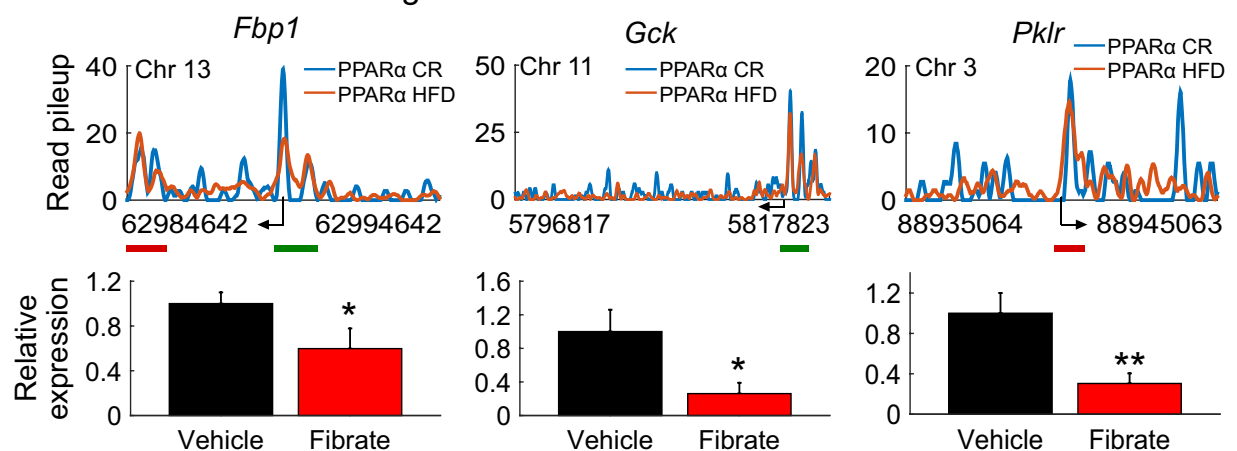 Fbp1
Gck
Pklr
Read pileup
40
20
0
Chr 13
PPARα CR
PPARα HFD
62984642
62994642
50
25
0
Chr 11
PPARα CR
PPARα HFD
5796817
5817823
20
10
0
Chr 3
PPARα CR
PPARα HFD
88935064
88945063
Relative
expression
1.2
0.8
0.4
0
*
Vehicle
Fibrate
1.6
1.2
0.8
0.4
0
*
Vehicle
Fibrate
1.2
0.8
0.4
0
**
Vehicle
Fibrate